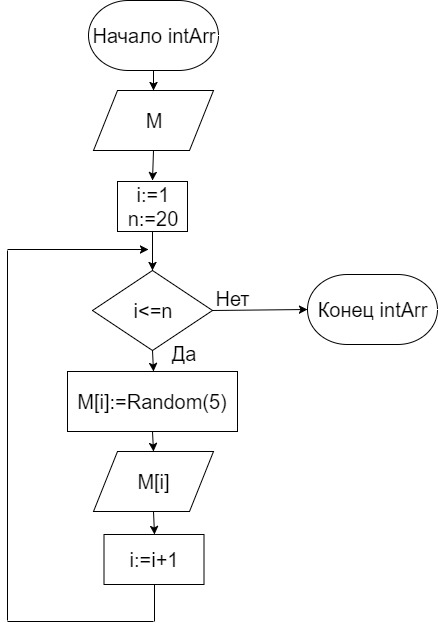 Начало intArr
M
i:=1
n:=20
i<=n
Нет
Конец intArr
Да
M[i]:=Random(5)
M[i]
i:=i+1